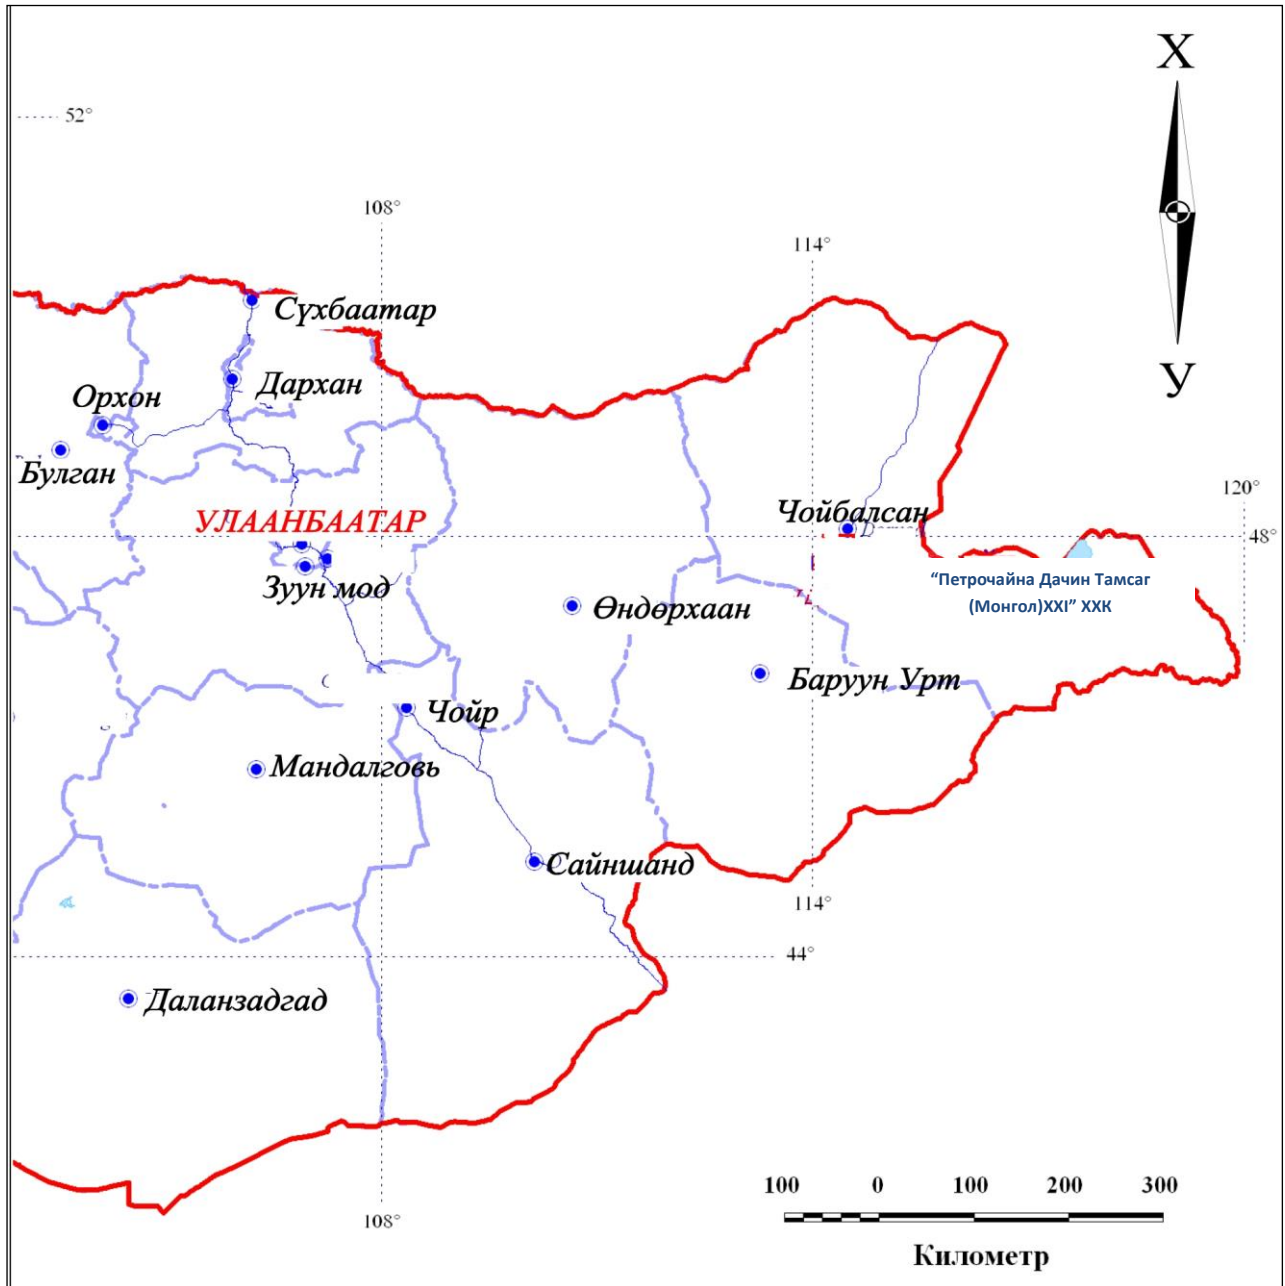 Х
52°
108°
114°
Сүхбаатар
У
Дархан
Орхон
Булган
120°
УЛААНБААТАР
Чойбалсан
48°
“Петрочайна Дачин Тамсаг
(Монгол)XXI” ХХК
Зуун мод
Өндөрхаан
Баруун Урт
Чойр
Мандалговь
Сайншанд
114°
44°
Даланзадгад
100 0 100 200 300
108°
Километр